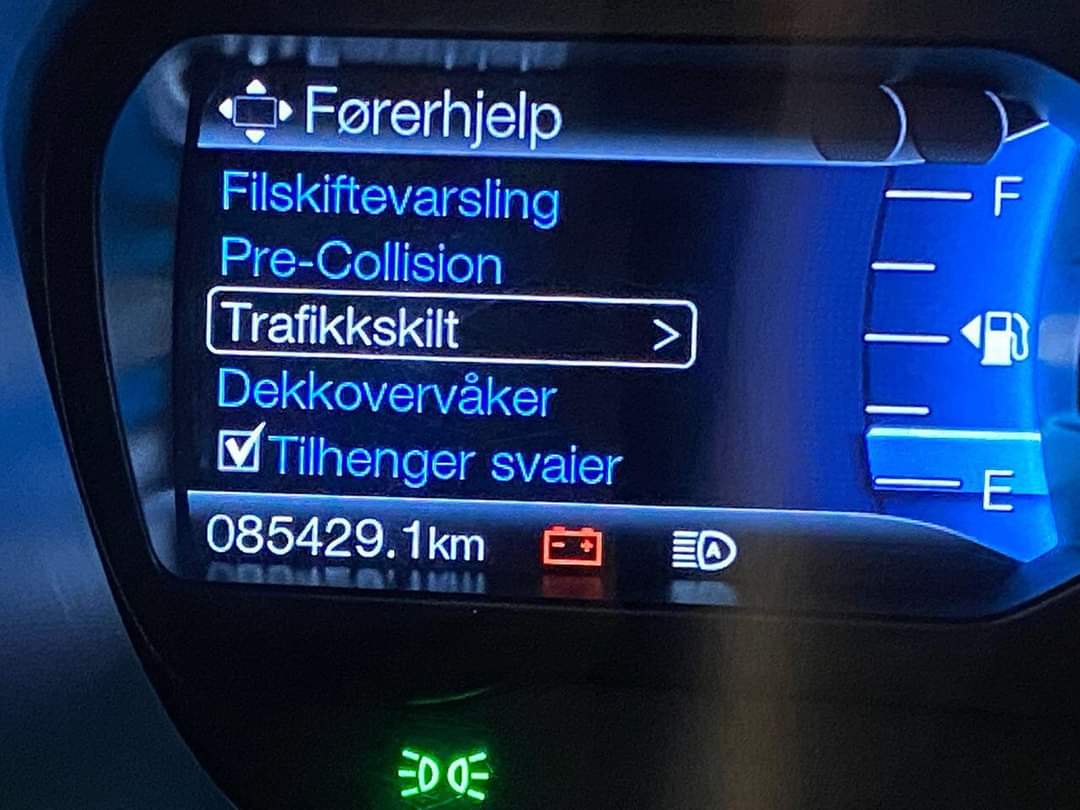 Førerhjelp
Filskiftevarsling
Pre-Collision
Trafikkskilt >
Dekkovervåker
Tilhenger svaier
085429.1km
F
E
A